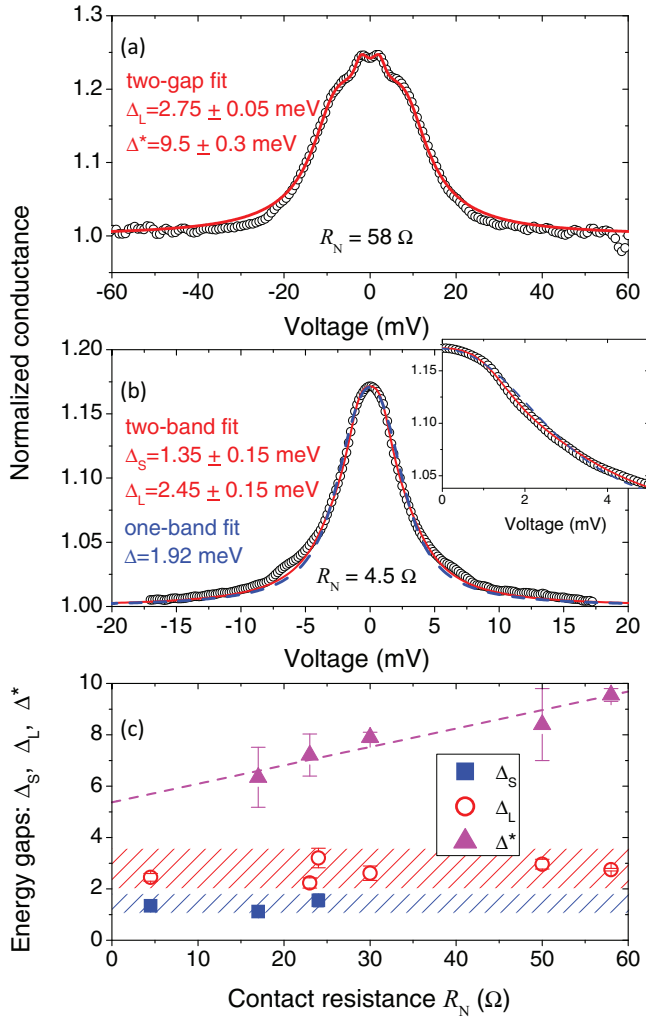 Normalized conductance
1.3
1.2
1.1
1.0
(a)
two-gap fit
Δ_L=2.75 ± 0.05 meV
Δ*=9.5 ± 0.3 meV
R_N = 58 Ω
-60 -40 -20 0 20 40 60
Voltage (mV)
1.20
1.15
1.10
1.05
1.00
(b)
two-band fit
Δ_S=1.35 ± 0.15 meV
Δ_L=2.45 ± 0.15 meV
one-band fit
Δ=1.92 meV
R_N = 4.5 Ω
1.15
1.10
1.05
0 2 4
Voltage (mV)
-20 -15 -10 -5 0 5 10 15 20
Voltage (mV)
Energy gaps: Δ_S, Δ_L, Δ*
10
8
6
4
2
0
(c)
Δ_S
Δ_L
Δ*
0 10 20 30 40 50 60
Contact resistance R_N (Ω)